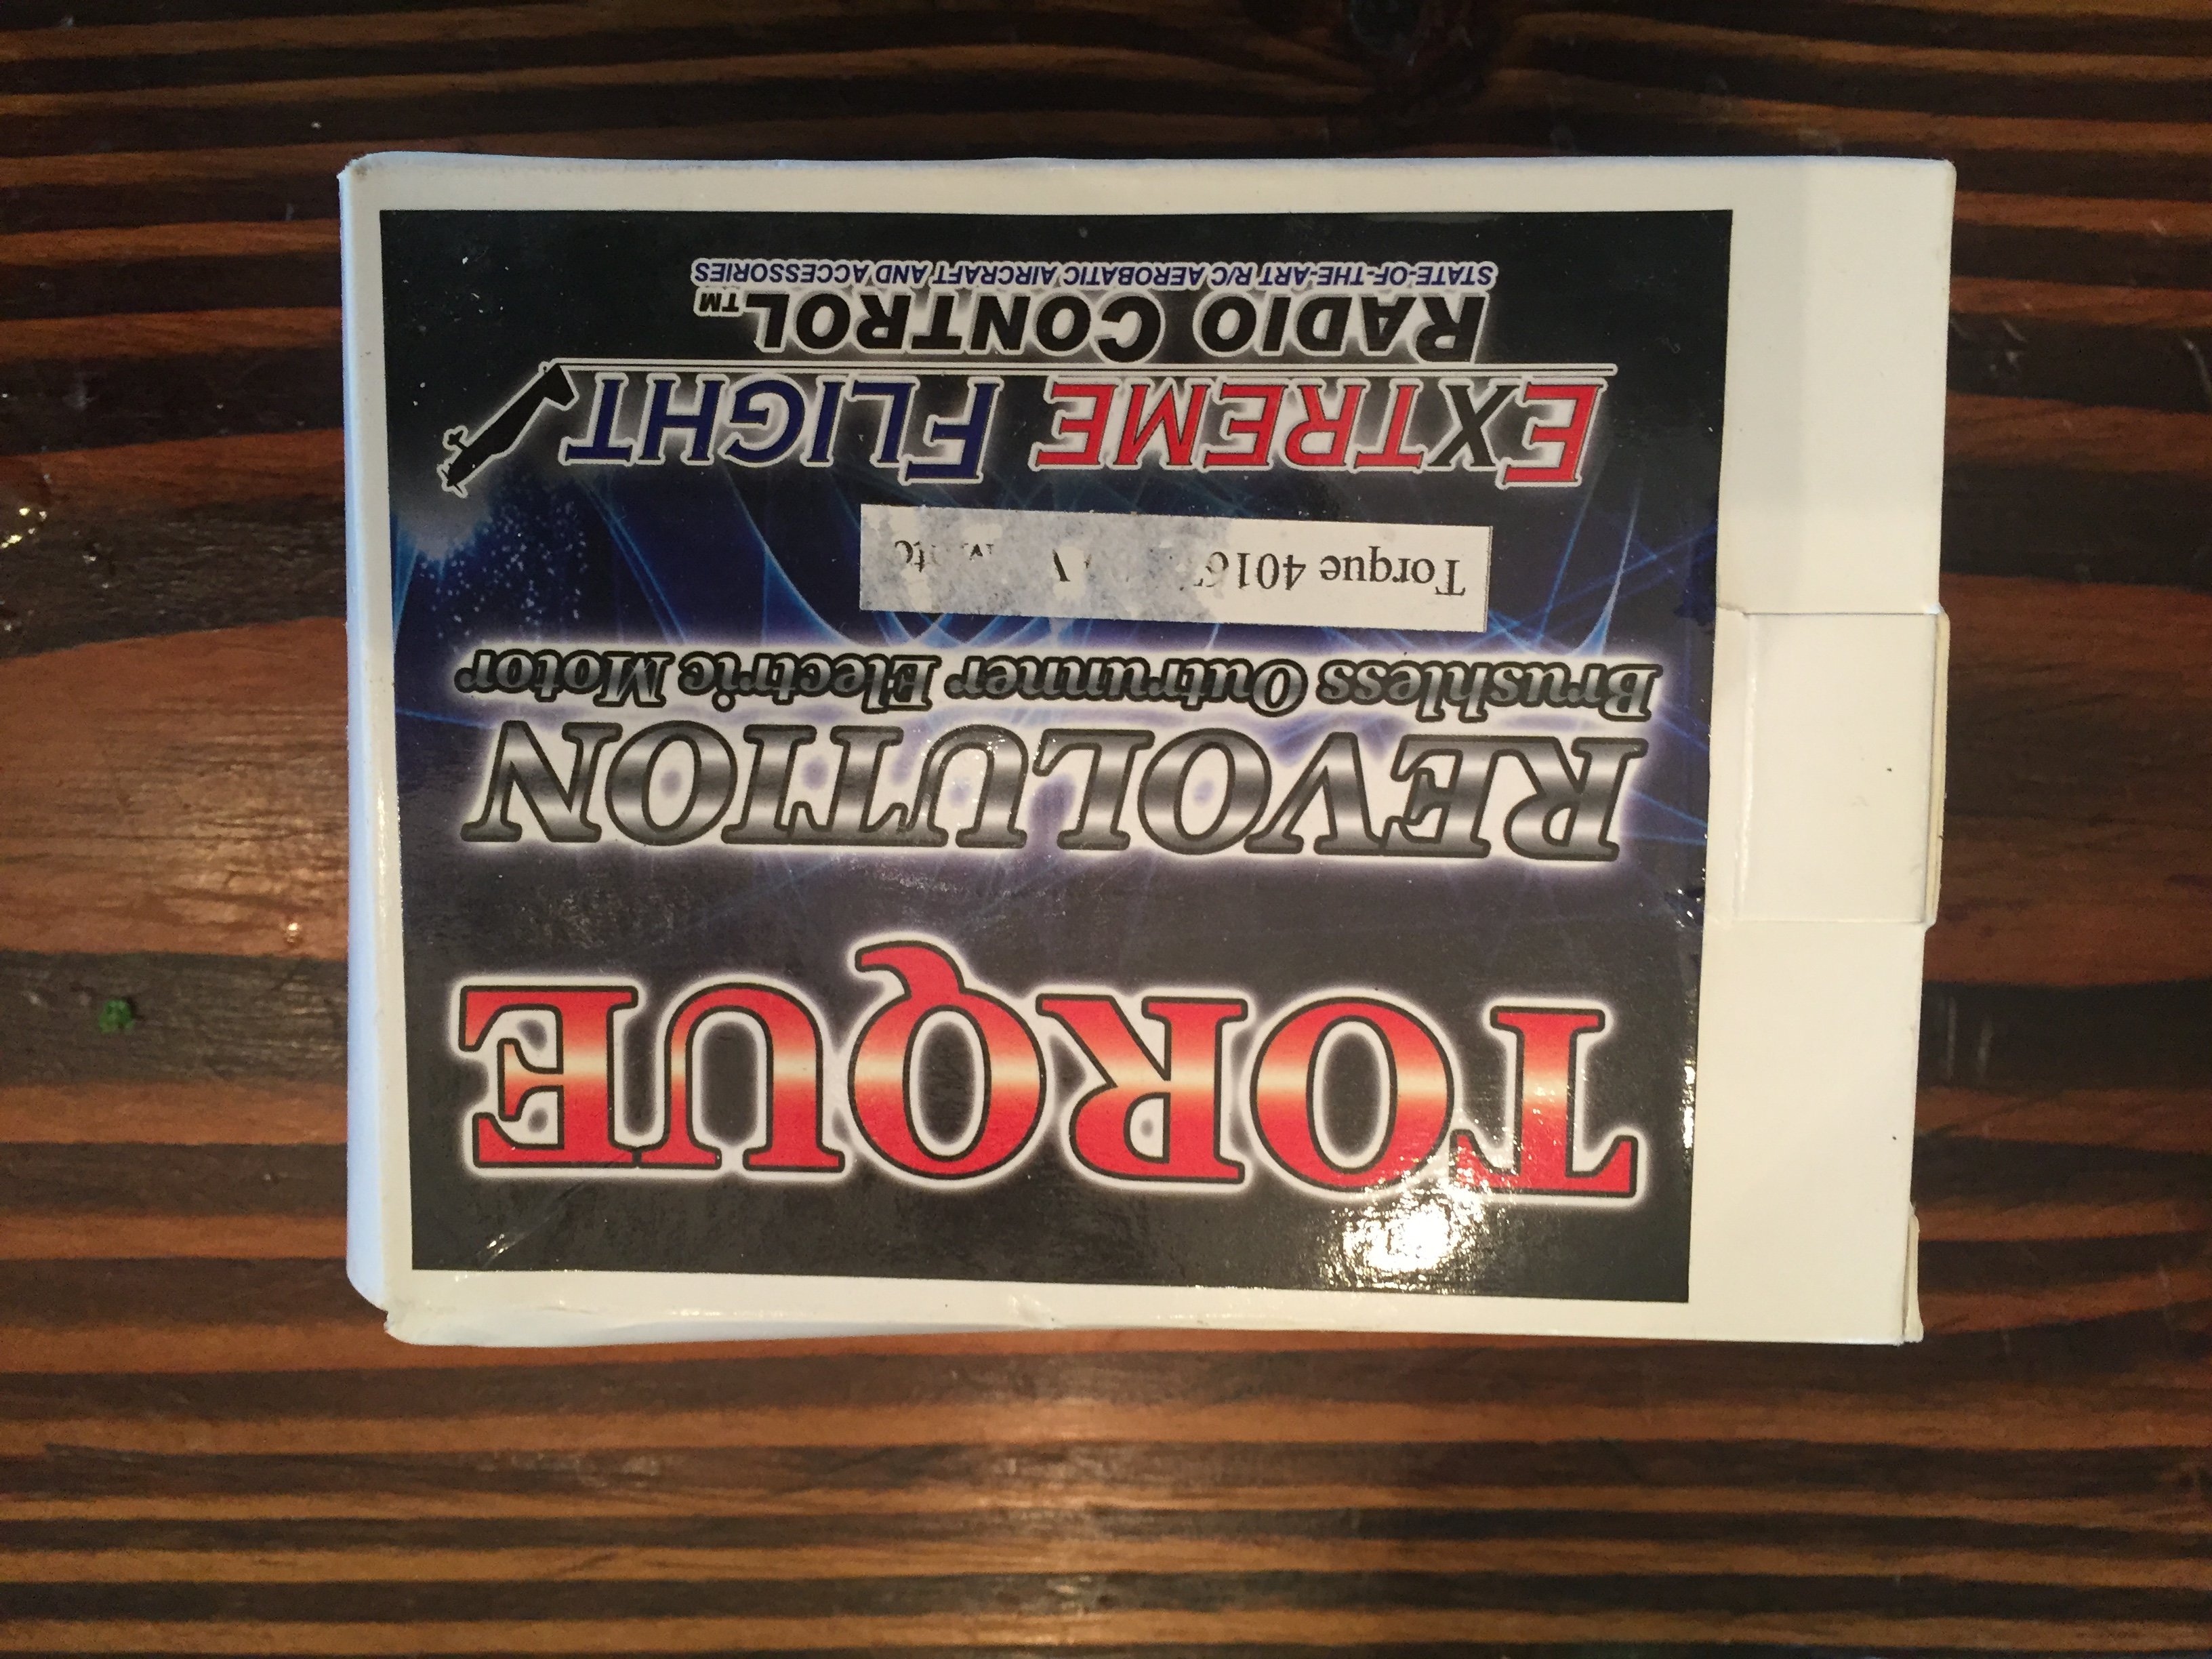 TORQUE
REVOLUTION
Brushless Outrunner Electric Motor
Torque
EXTREME FLIGHT
RADIO CONTROL™
STATE-OF-THE-ART R/C AEROBATIC AIRCRAFT AND ACCESSORIES